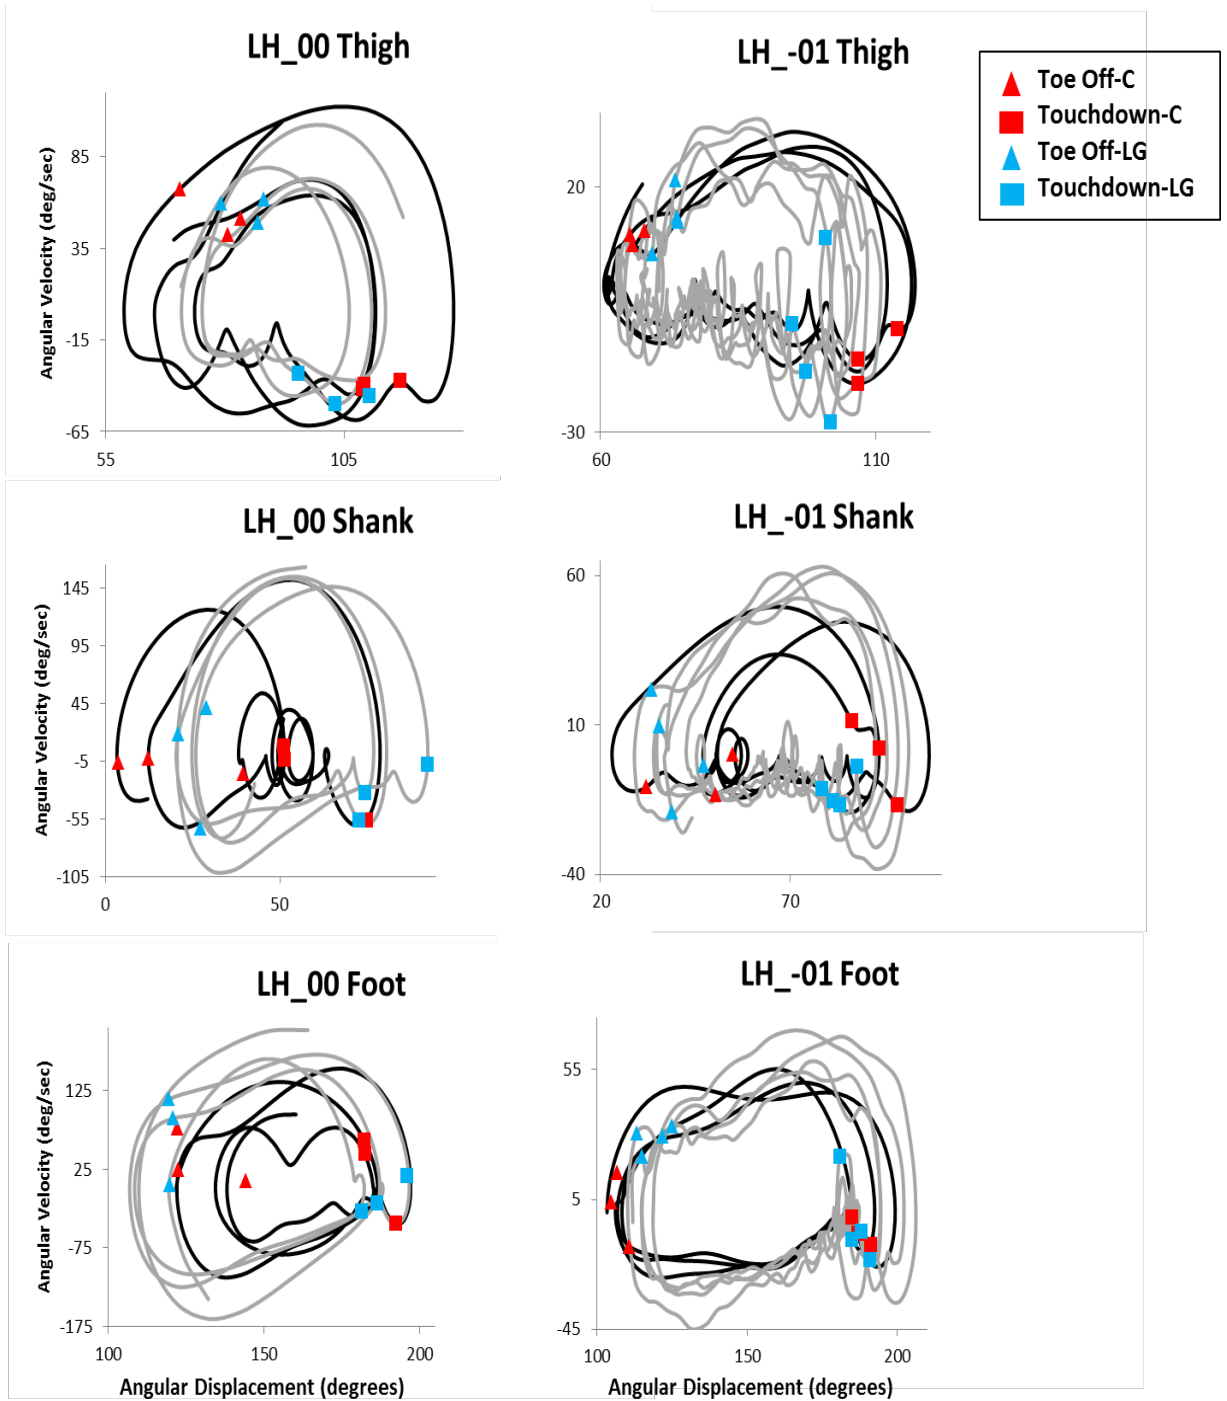 LH_00 Thigh
Angular Velocity (deg/sec)
85
35
-15
-65
55
105
LH_-01 Thigh
20
-30
60
110
Toe Off-C
Touchdown-C
Toe Off-LG
Touchdown-LG
LH_00 Shank
Angular Velocity (deg/sec)
145
95
45
-5
-55
-105
0
50
LH_-01 Shank
60
10
-40
20
70
LH_00 Foot
Angular Velocity (deg/sec)
125
25
-75
-175
100
150
200
Angular Displacement (degrees)
LH_-01 Foot
55
5
-45
100
150
200
Angular Displacement (degrees)